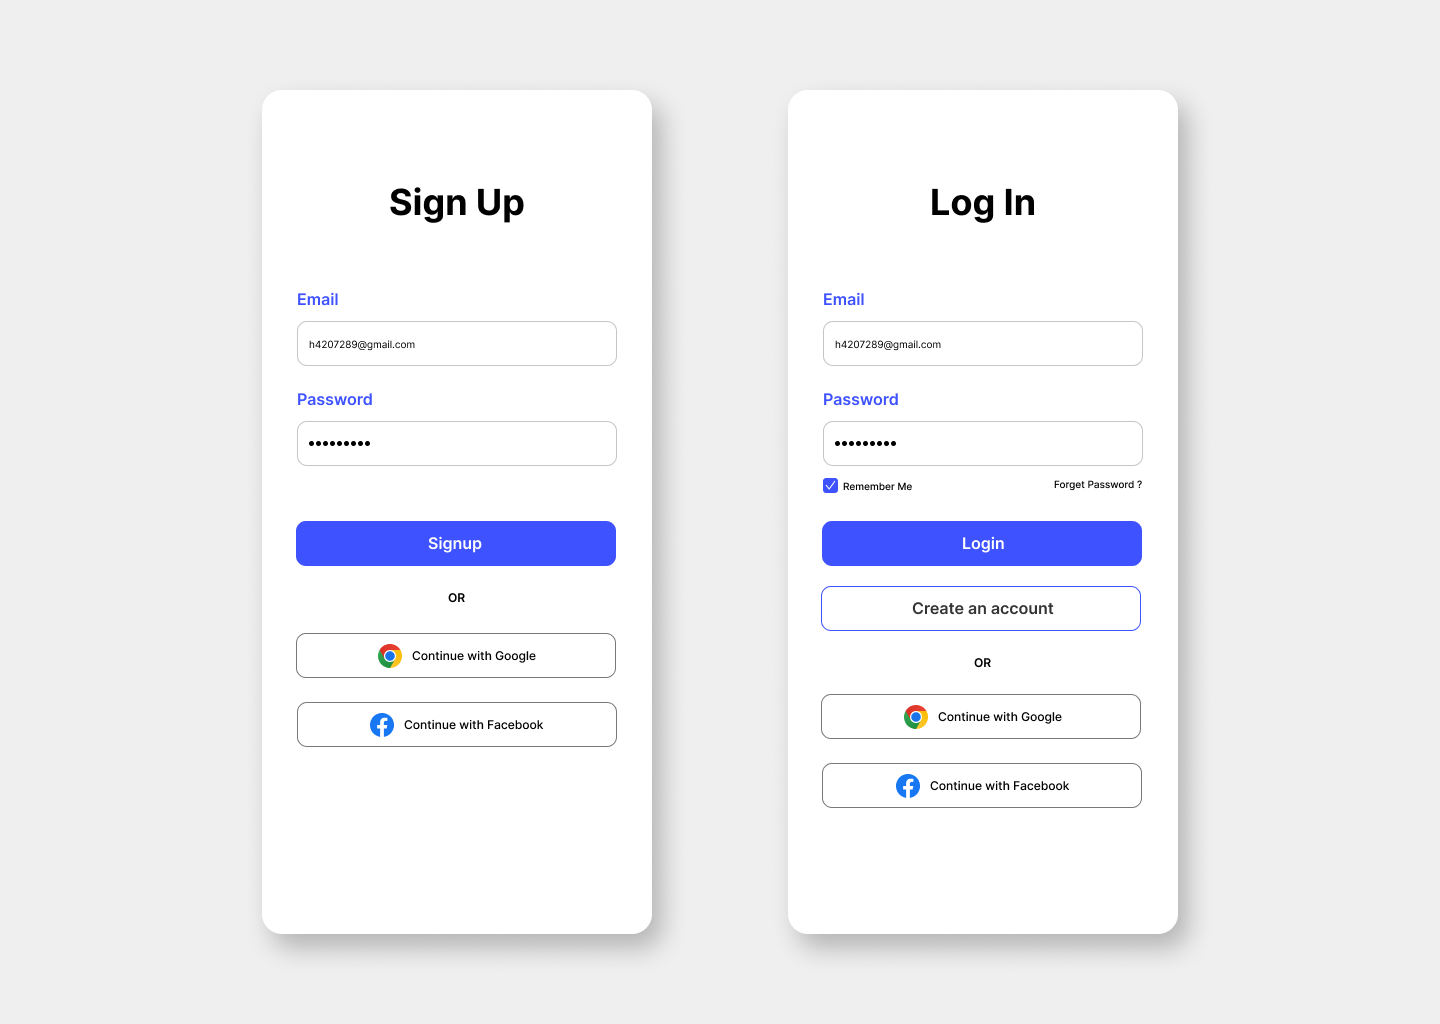 Sign Up
Email
h4207289@gmail.com
Password
•••••••••
Signup
OR
Continue with Google
Continue with Facebook
Log In
Email
h4207289@gmail.com
Password
•••••••••
Remember Me
Forget Password ?
Login
Create an account
OR
Continue with Google
Continue with Facebook